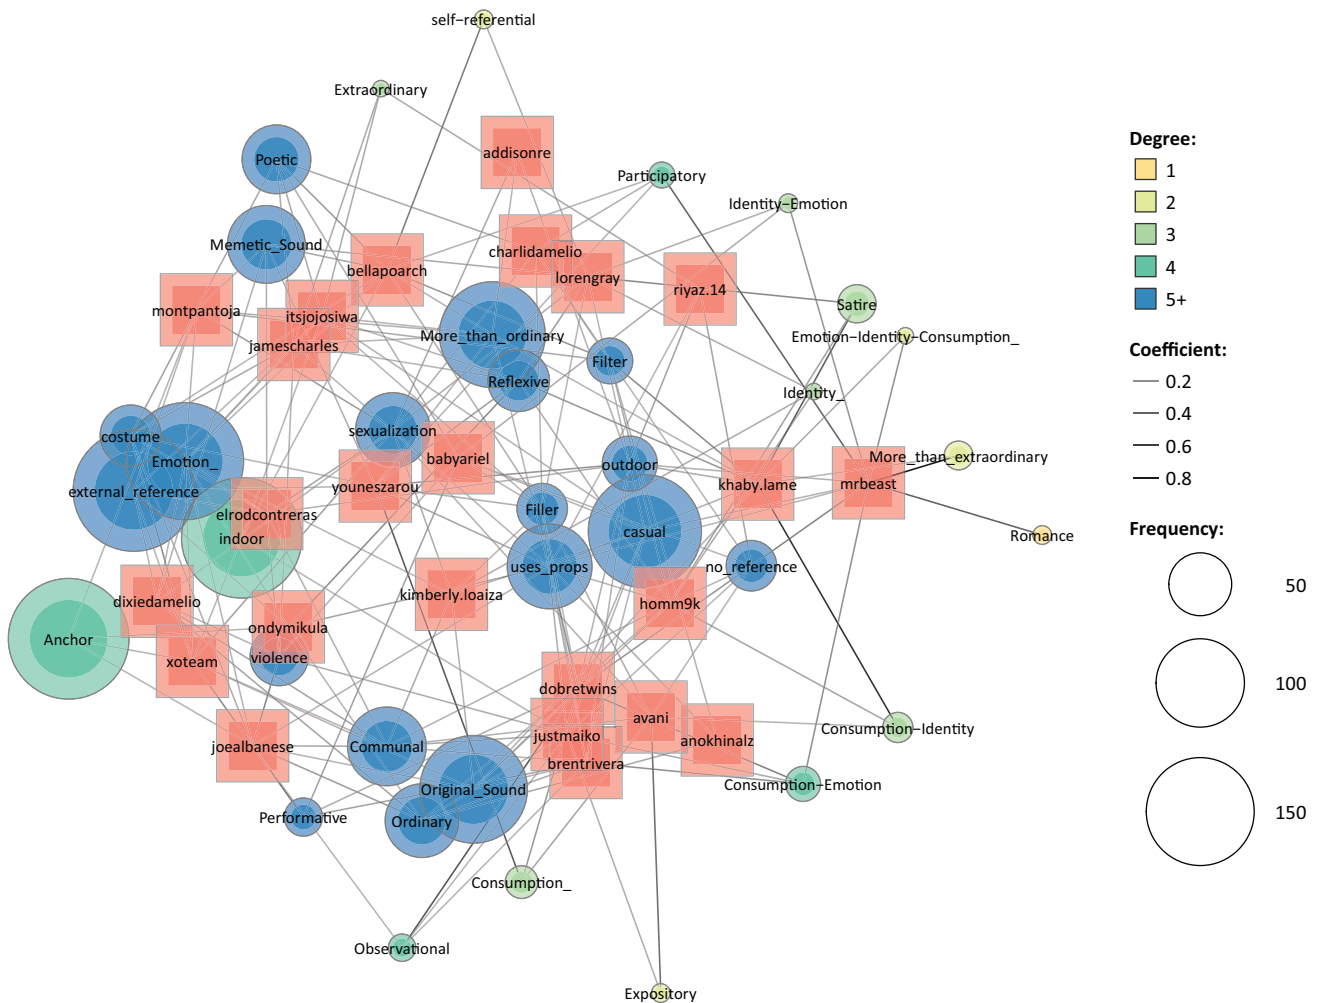 self-referential
Extraordinary
addisonre
Poetic
Participatory
Identity-Emotion
Memetic_Sound
charlidamelio
bellapoarch
lorengray
riyaz.14
Satire
montpantoja
itsjojosiwa
More_than_ordinary
Emotion-Identity-Consumption_
jamescharles
Filter
Reflexive
Identity_
costume
sexualization
Emotion_
babyariel
outdoor
More_than_extraordinary
external_reference
youneszarou
khaby.lame
mrbeast
elrodcontreras
Filler
indoor
casual
Romance
uses_props
no_reference
dixiedamelio
kimberly.loaiza
homm9k
Anchor
ondymikula
xoteam
violence
dobretwins
avani
joealbanese
Communal
justmaiko
anokhinalz
Consumption-Identity
brentrivera
Original_Sound
Consumption-Emotion
Performative
Ordinary
Consumption_
Observational
Expository
Degree:
1
2
3
4
5+
Coefficient:
0.2
0.4
0.6
0.8
Frequency:
50
100
150